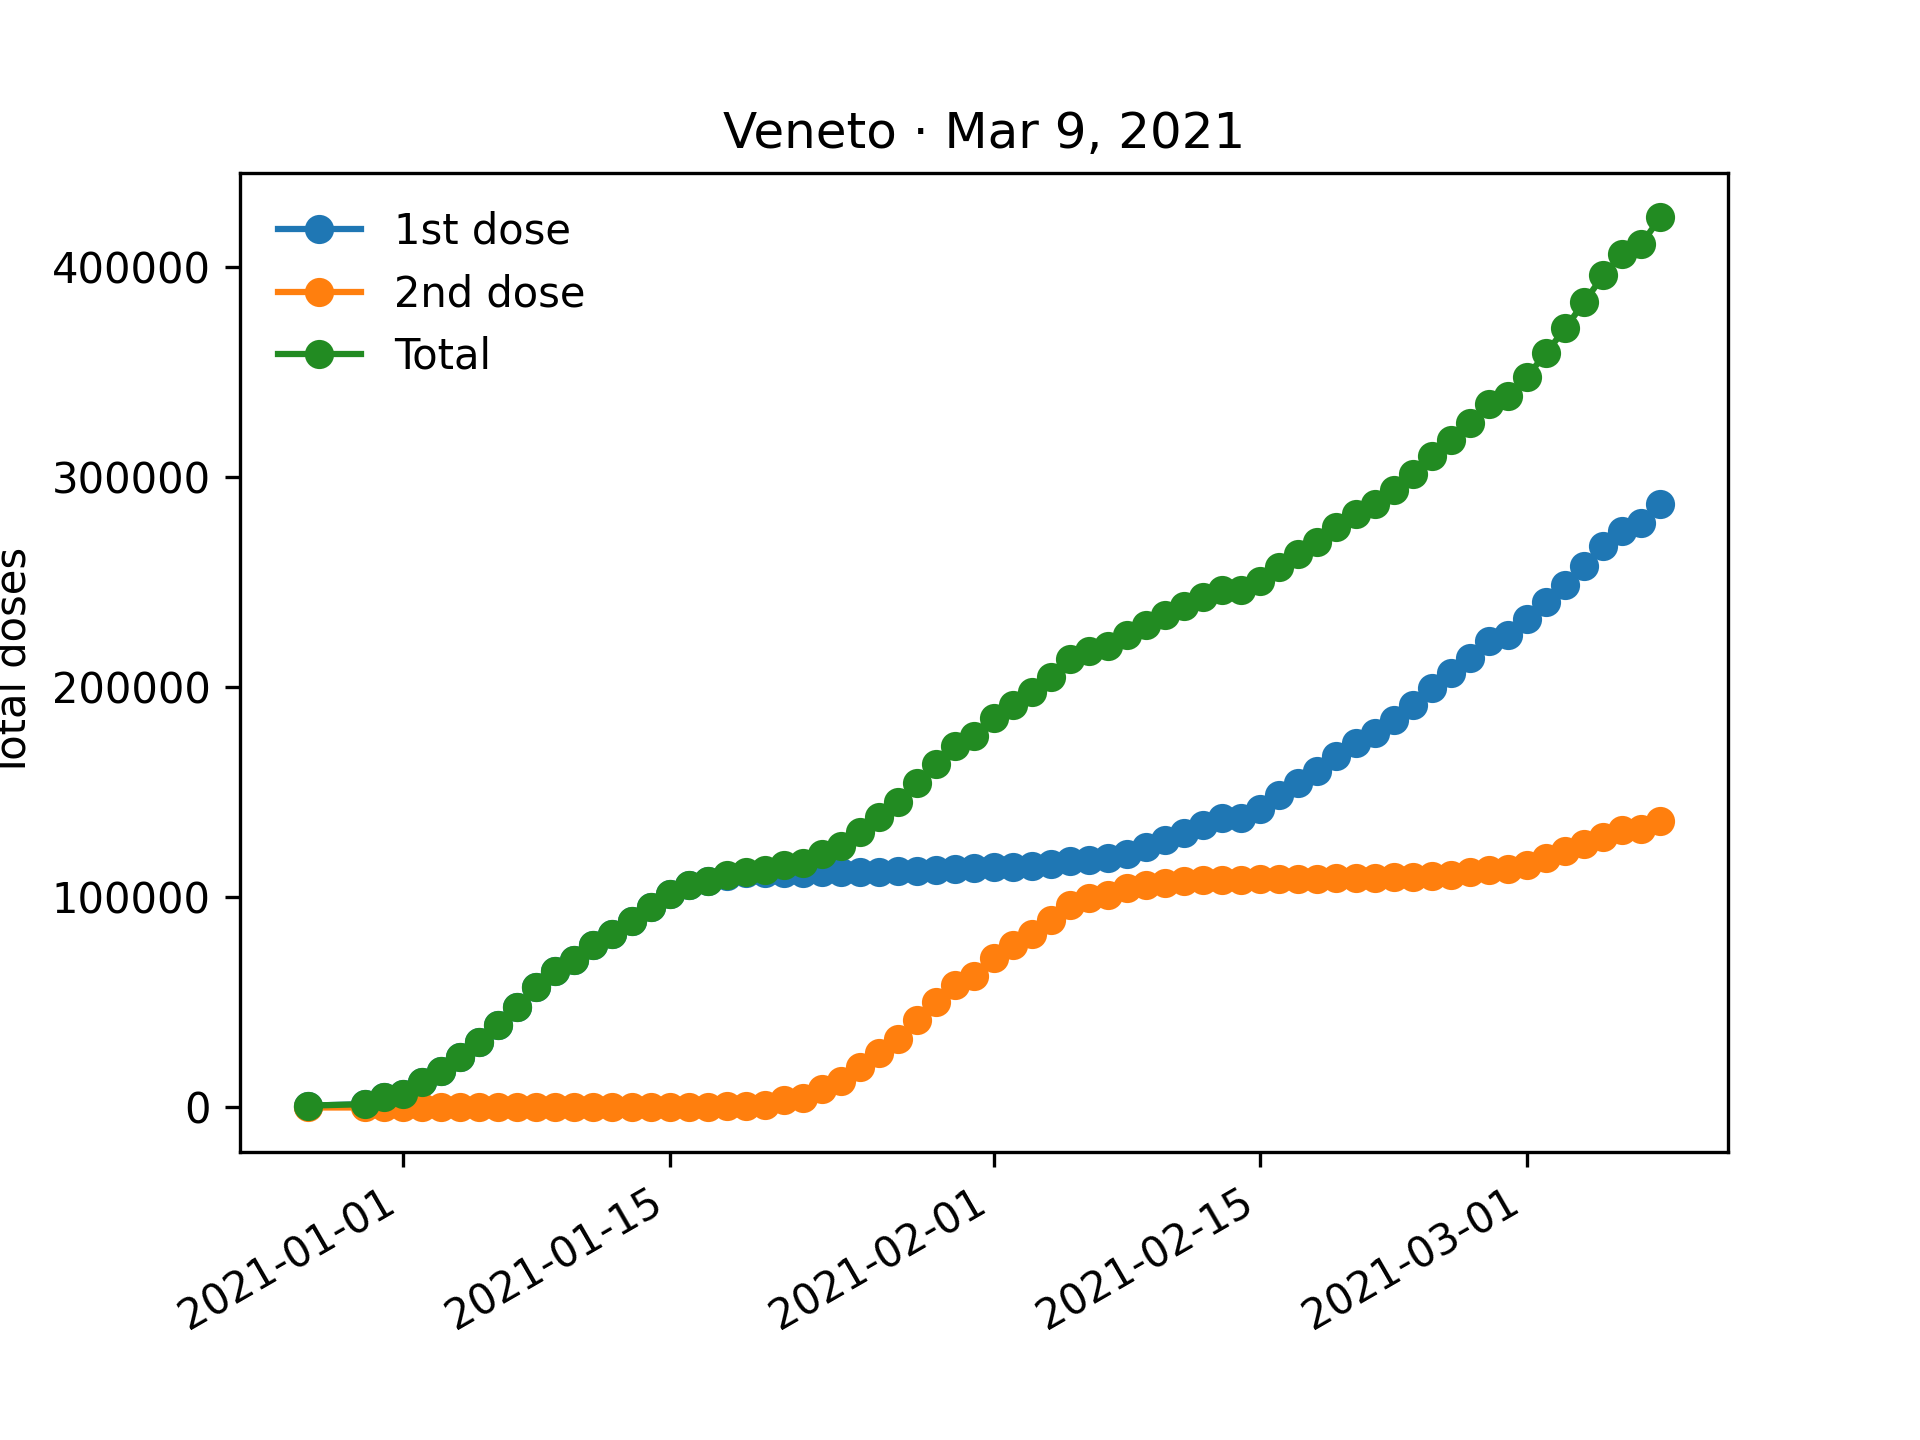 Veneto · Mar 9, 2021
1st dose
2nd dose
Total
400000
300000
200000
100000
0
Total doses
2021-01-01
2021-01-15
2021-02-01
2021-02-15
2021-03-01